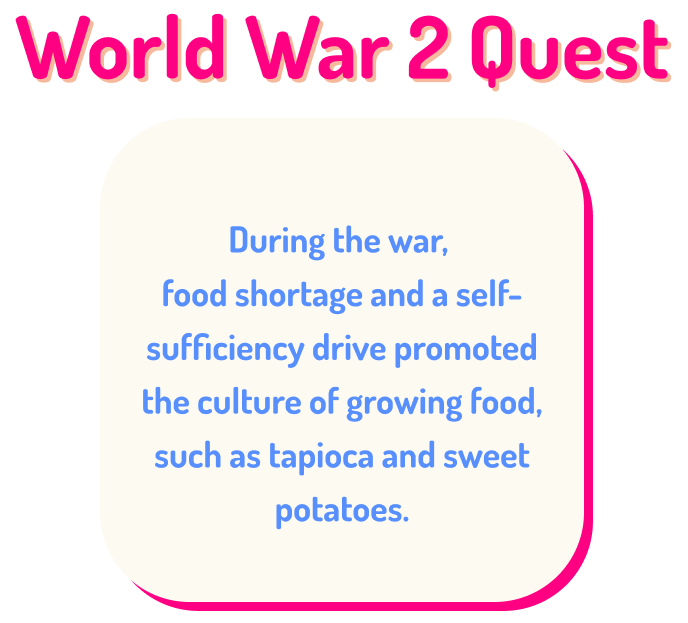 World War 2 Quest
During the war,
food shortage and a self-
sufficiency drive promoted
the culture of growing food,
such as tapioca and sweet
potatoes.